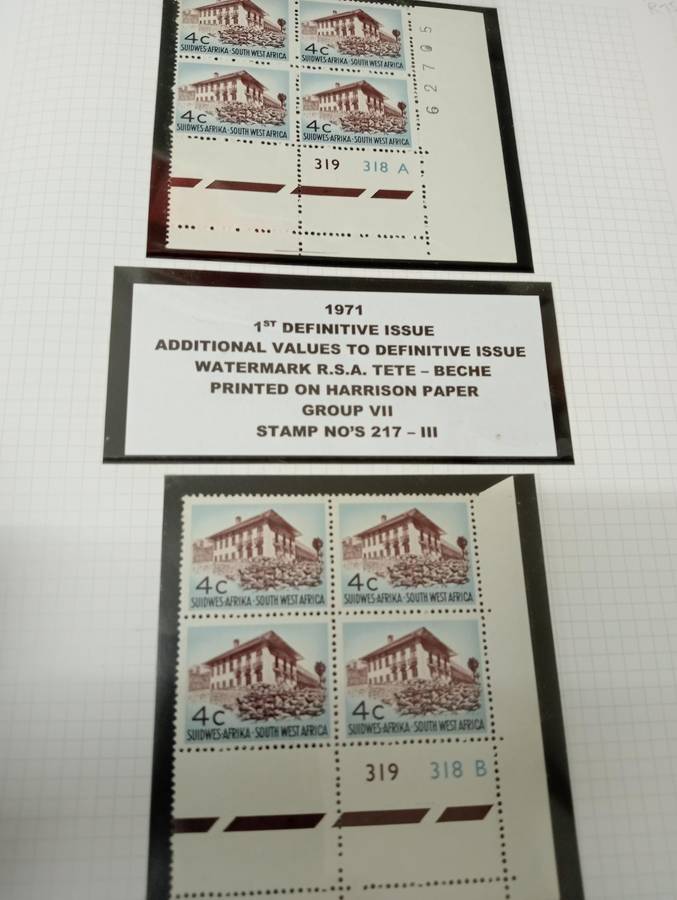 4c 4c
SUIDWES-AFRIKA·SOUTH WEST AFRICA SUIDWES-AFRIKA·SOUTH WEST AFRICA
4c 4c
SUIDWES-AFRIKA·SOUTH WEST AFRICA SUIDWES-AFRIKA·SOUTH WEST AFRICA
62705
319 318 A
1971
1ST DEFINITIVE ISSUE
ADDITIONAL VALUES TO DEFINITIVE ISSUE
WATERMARK R.S.A. TETE – BECHE
PRINTED ON HARRISON PAPER
GROUP VII
STAMP NO'S 217 – III
4c 4c
SUIDWES-AFRIKA·SOUTH WEST AFRICA SUIDWES-AFRIKA·SOUTH WEST AFRICA
4c 4c
SUIDWES-AFRIKA·SOUTH WEST AFRICA SUIDWES-AFRIKA·SOUTH WEST AFRICA
319 318 B